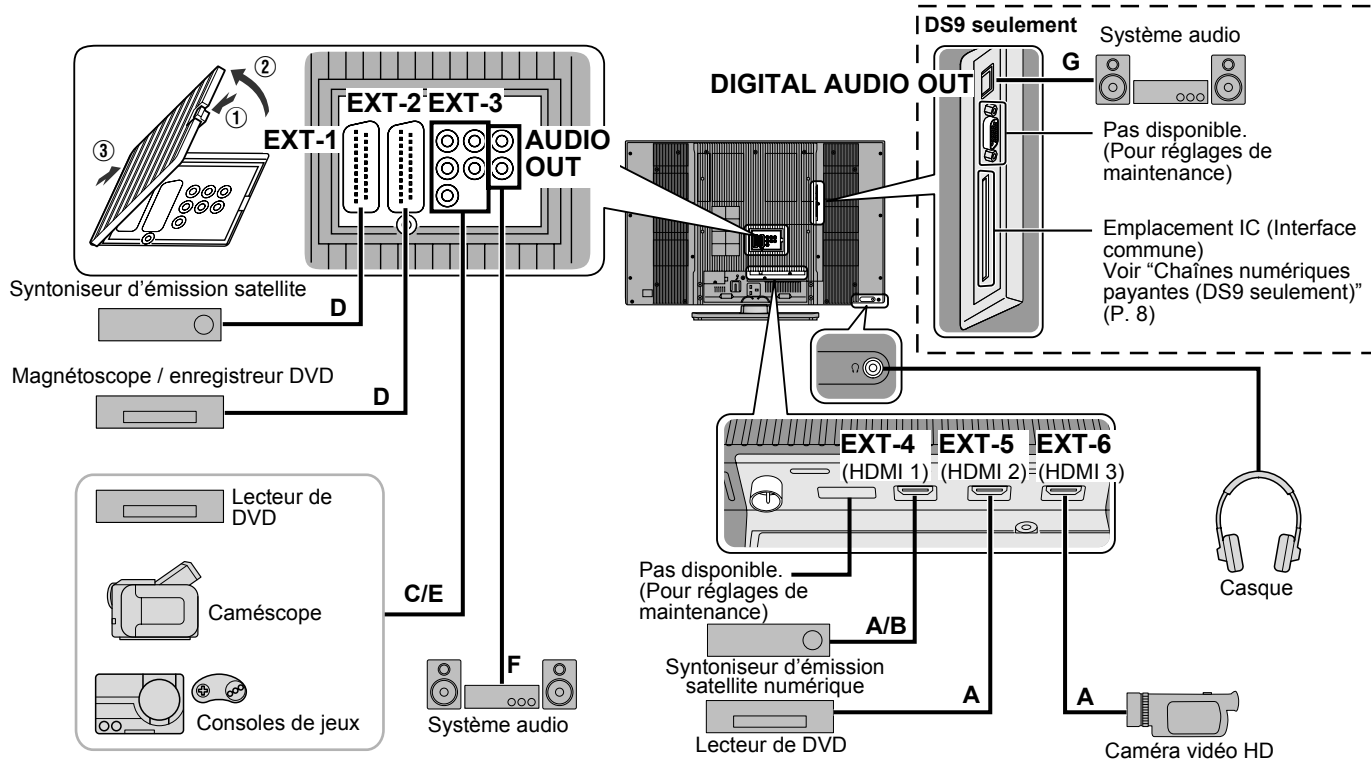 DS9 seulement
Système audio
G
DIGITAL AUDIO OUT
Pas disponible.
(Pour réglages de
maintenance)
Emplacement IC (Interface
commune)
Voir “Chaînes numériques
payantes (DS9 seulement)”
(P. 8)
②
①
③
EXT-2 EXT-3
EXT-1
AUDIO
OUT
Syntoniseur d’émission satellite
D
Magnétoscope / enregistreur DVD
D
Lecteur de
DVD
Caméscope
C/E
Consoles de jeux
F
Système audio
EXT-4 EXT-5 EXT-6
(HDMI 1) (HDMI 2) (HDMI 3)
Pas disponible.
(Pour réglages de
maintenance)
A/B
Syntoniseur d’émission
satellite numérique
A
Lecteur de DVD
A
Caméra vidéo HD
Casque